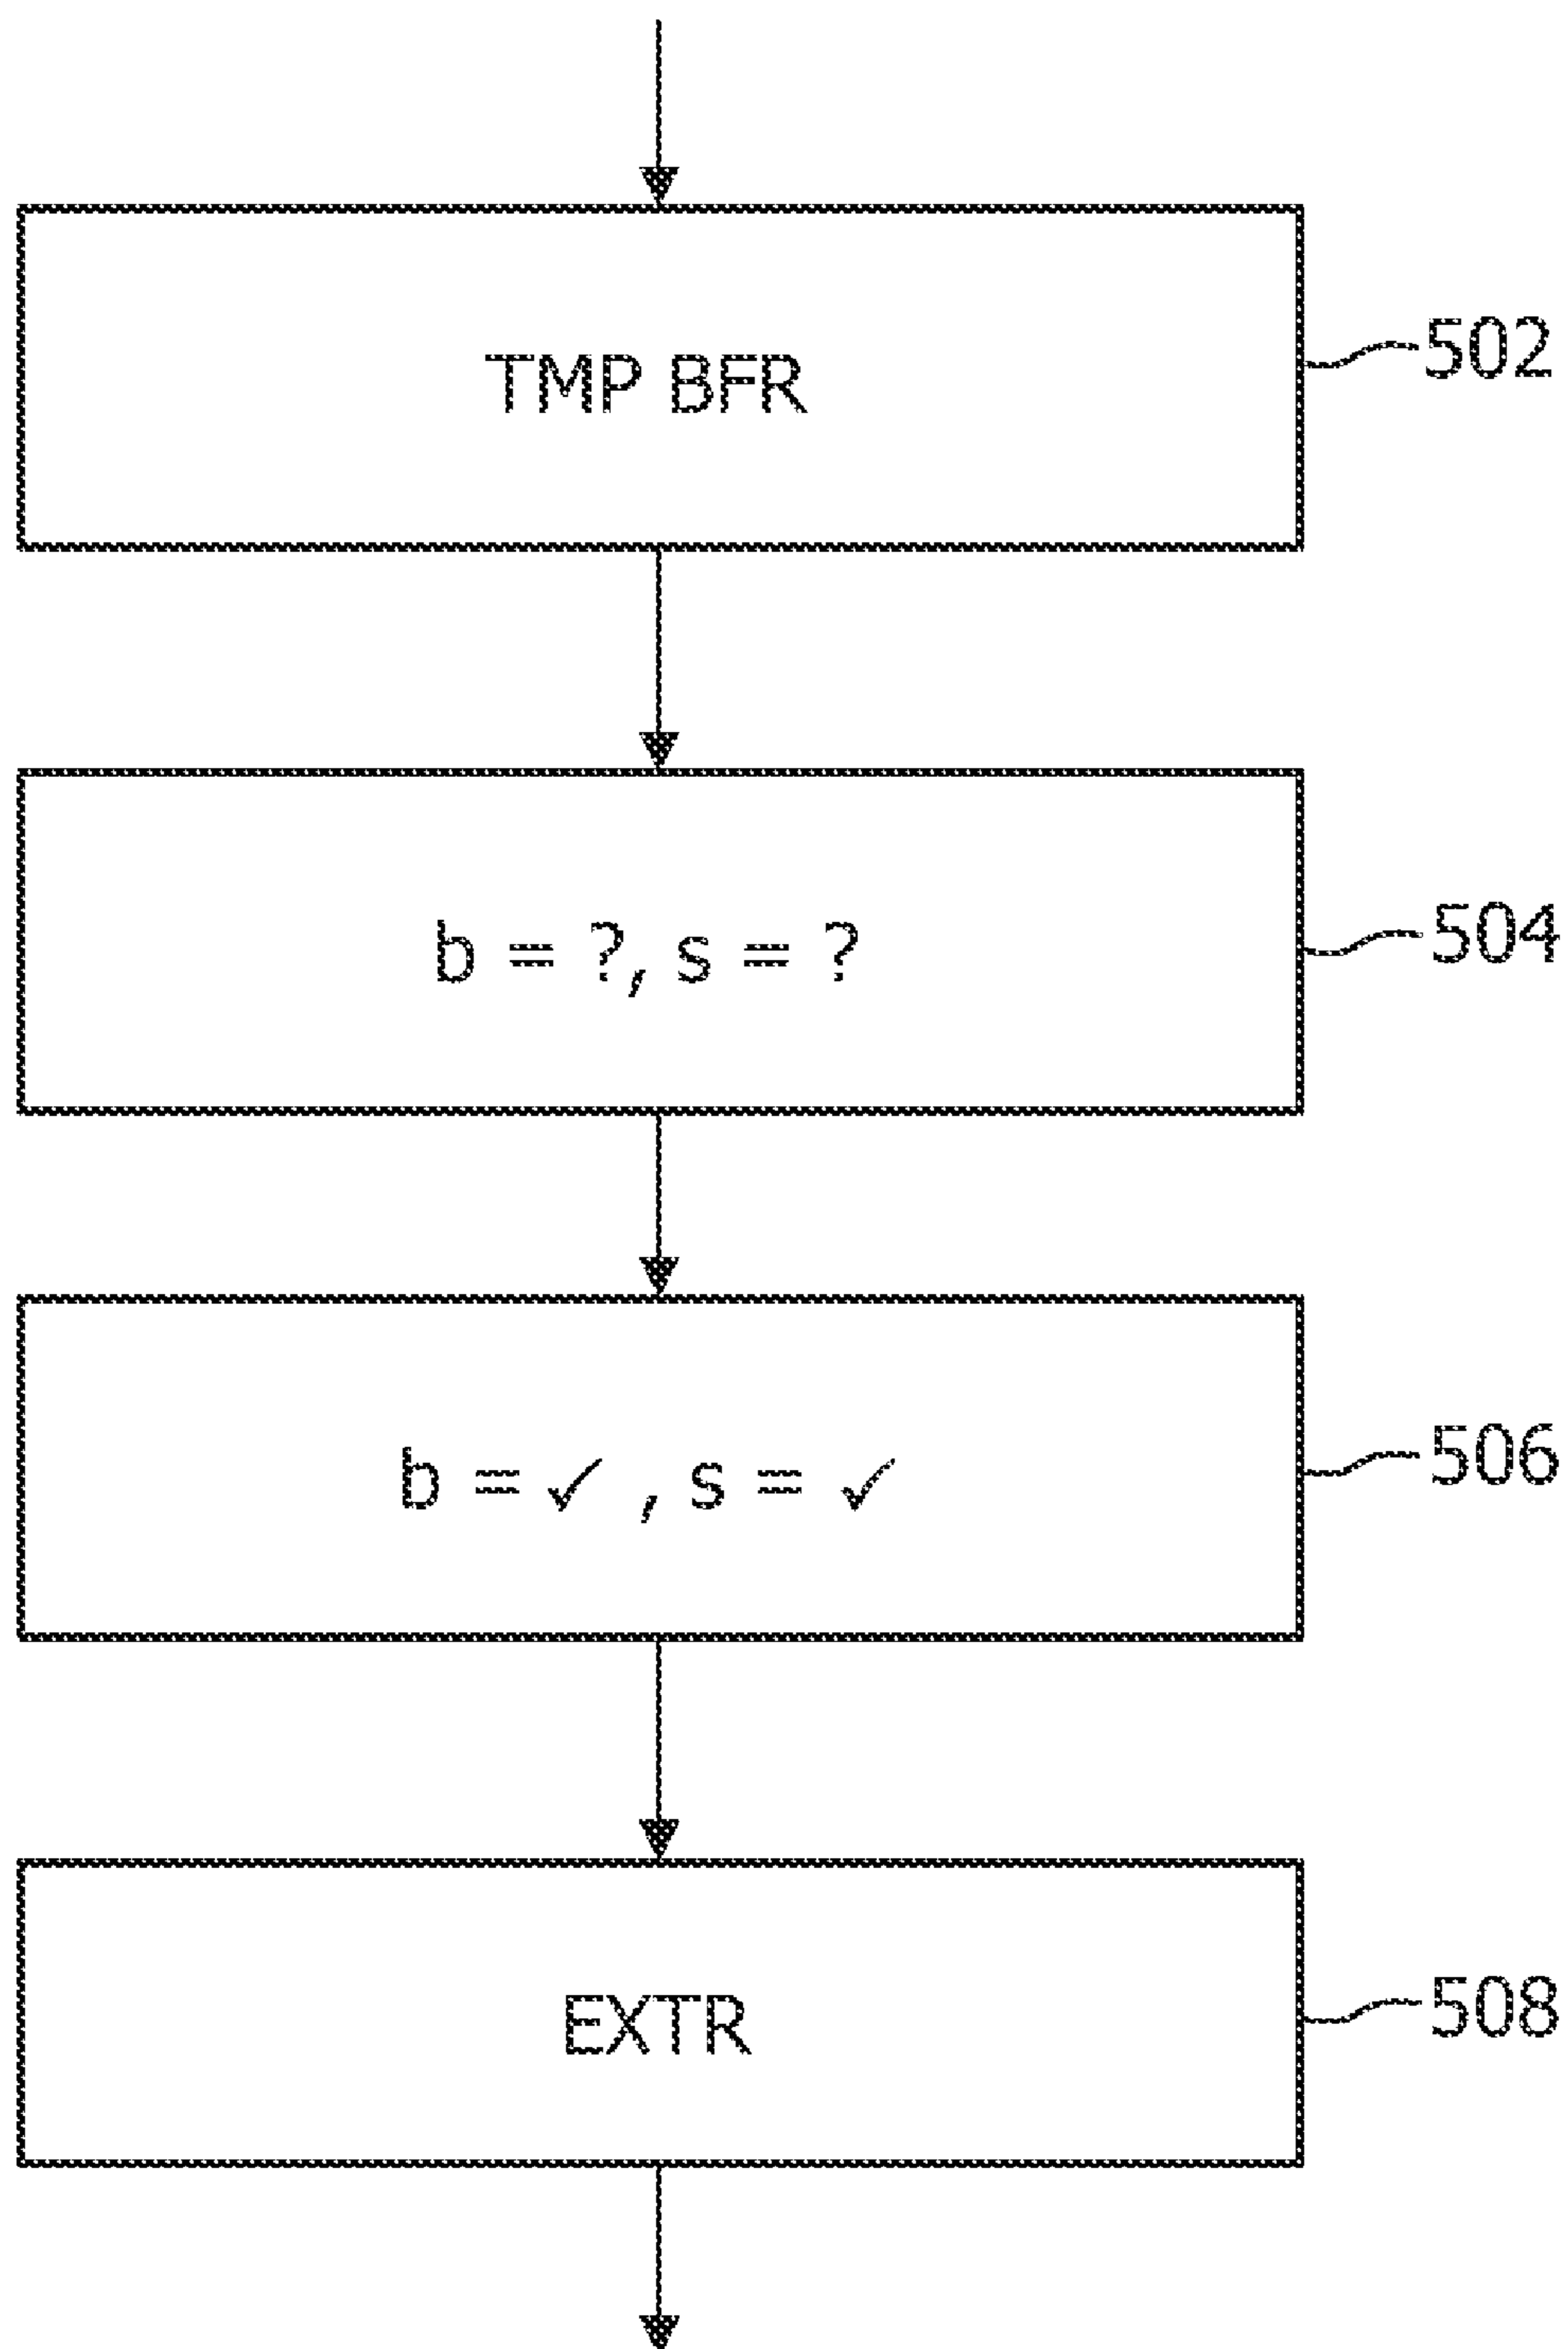 TMP BFR
502
b = ?, s = ?
504
b = ✓ , s = ✓
506
EXTR
508